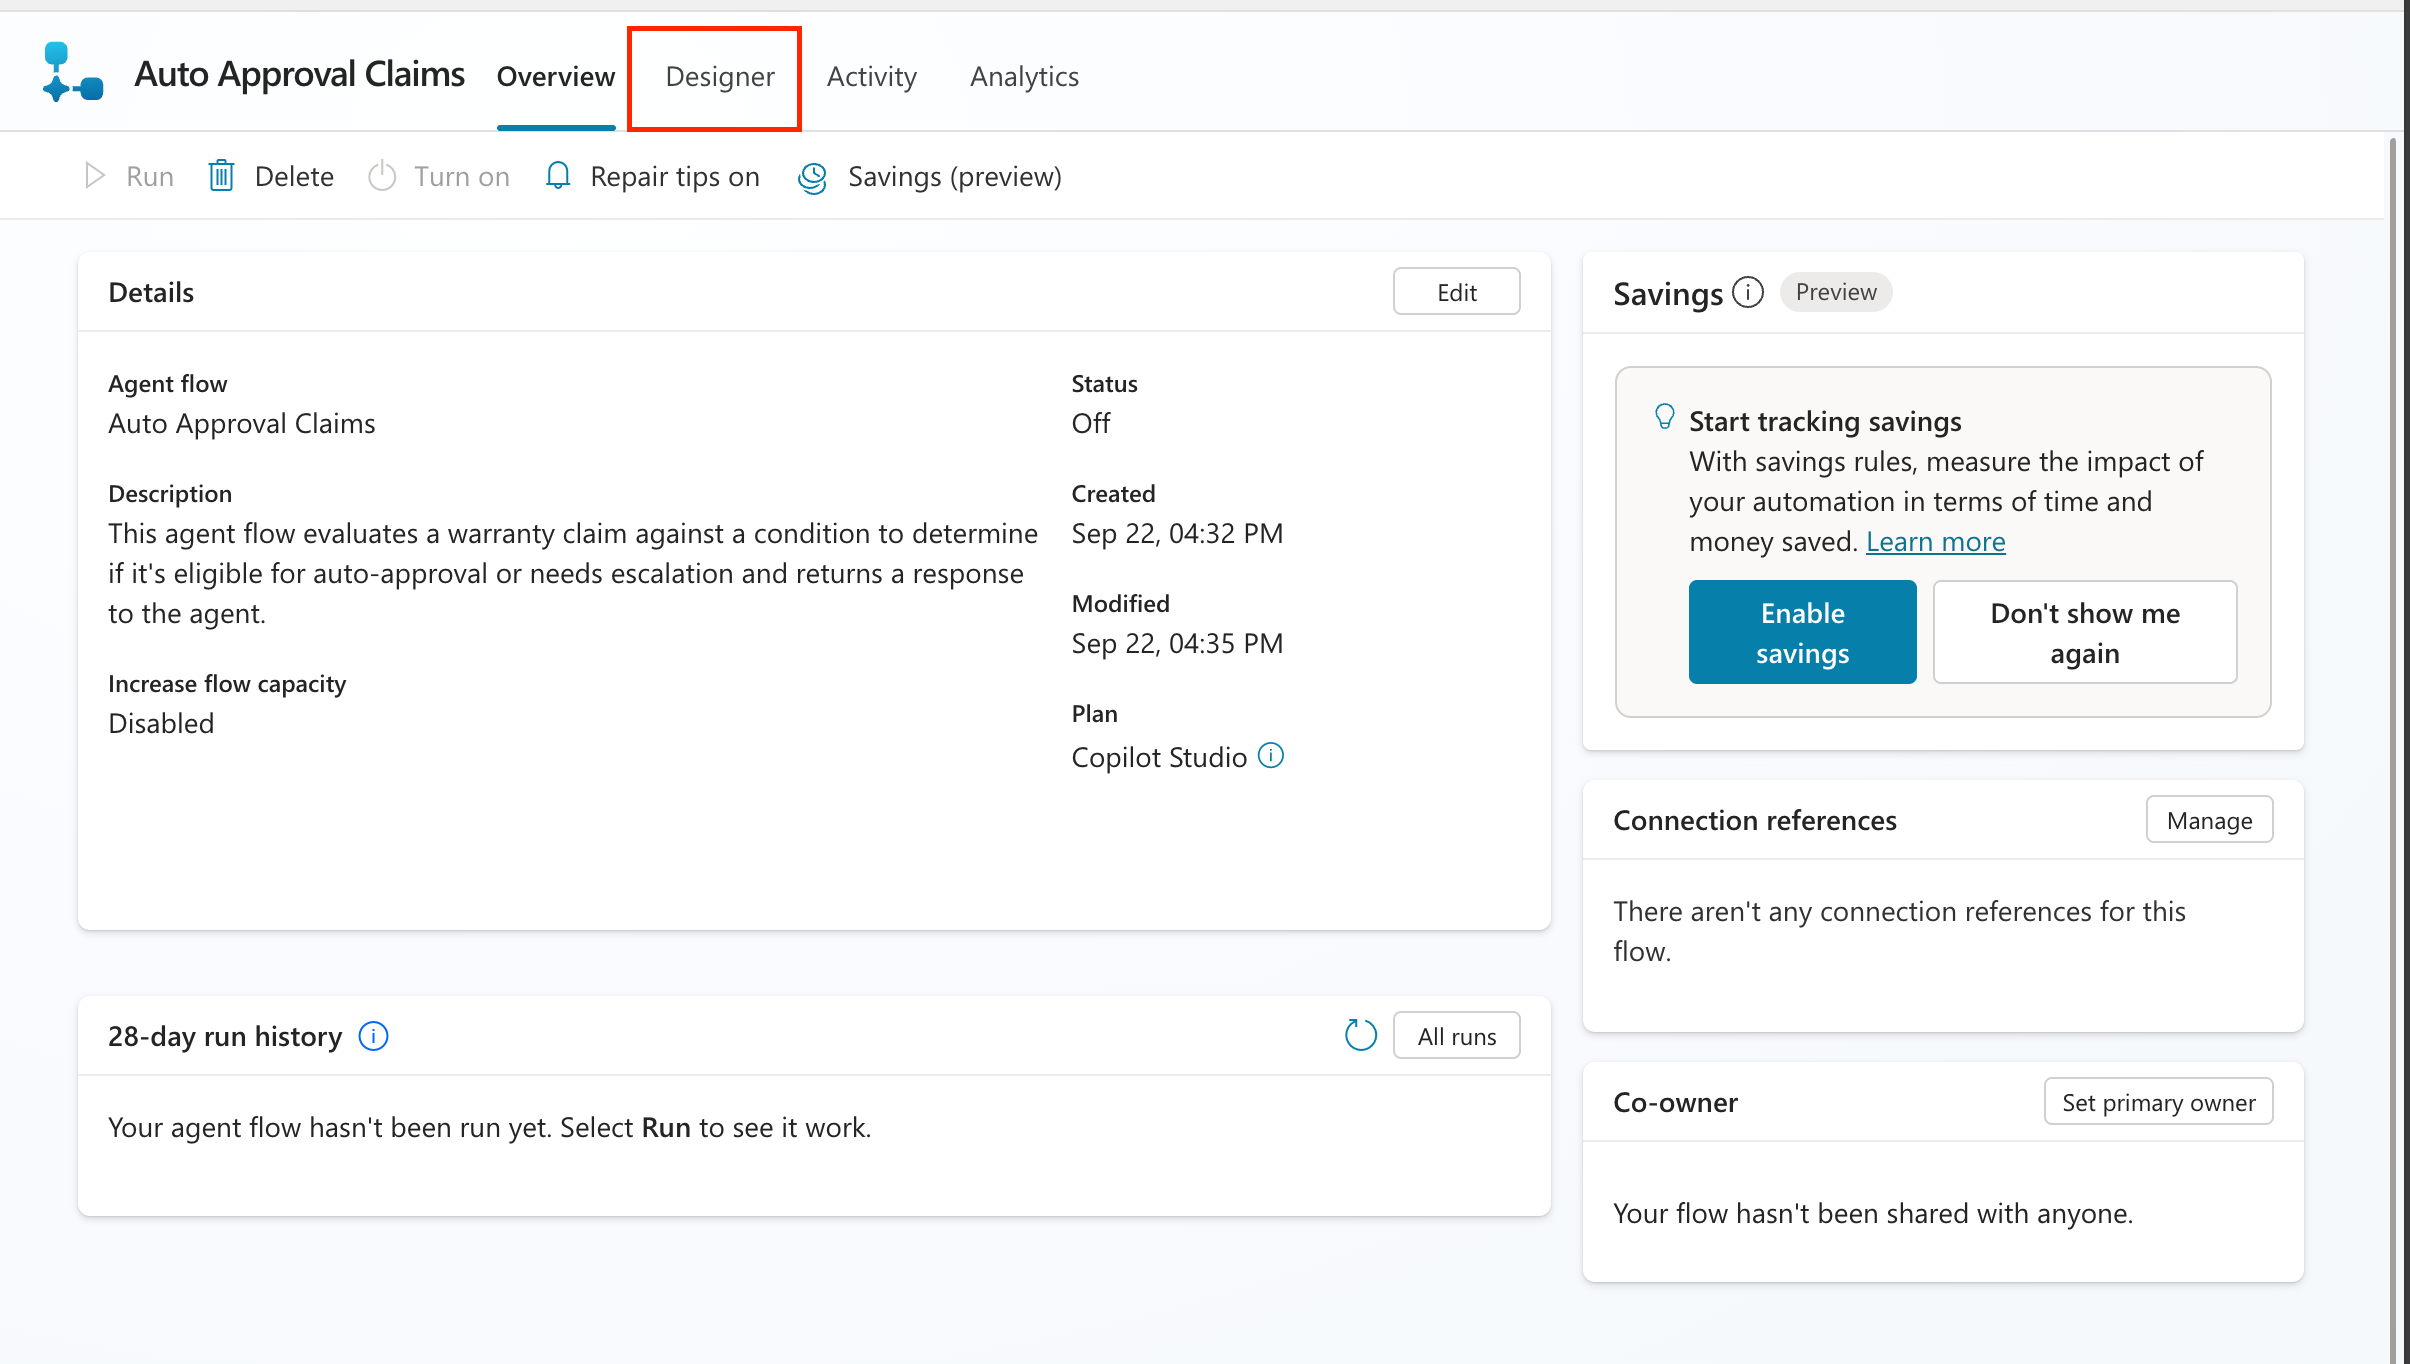 Auto Approval Claims
Overview
Designer
Activity
Analytics
Run
Delete
Turn on
Repair tips on
Savings (preview)
Details
Edit
Agent flow
Auto Approval Claims
Description
This agent flow evaluates a warranty claim against a condition to determine
if it's eligible for auto-approval or needs escalation and returns a response
to the agent.
Increase flow capacity
Disabled
Status
Off
Created
Sep 22, 04:32 PM
Modified
Sep 22, 04:35 PM
Plan
Copilot Studio
28-day run history
All runs
Your agent flow hasn't been run yet. Select Run to see it work.
Savings
Preview
Start tracking savings
With savings rules, measure the impact of
your automation in terms of time and
money saved. Learn more
Enable
savings
Don't show me
again
Connection references
Manage
There aren't any connection references for this
flow.
Co-owner
Set primary owner
Your flow hasn't been shared with anyone.